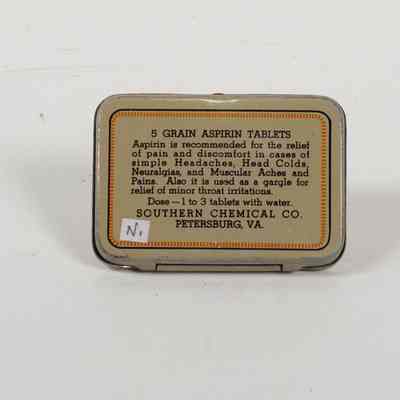 5 GRAIN ASPIRIN TABLETS
Aspirin is recommended for the relief
of pain and discomfort in cases of
simple Headaches, Head Colds,
Neuralgias, and Muscular Aches and
Pains. Also it is used as a gargle for
relief of minor throat irritations.
Dose—1 to 3 tablets with water.
SOUTHERN CHEMICAL CO.
PETERSBURG, VA.
N,